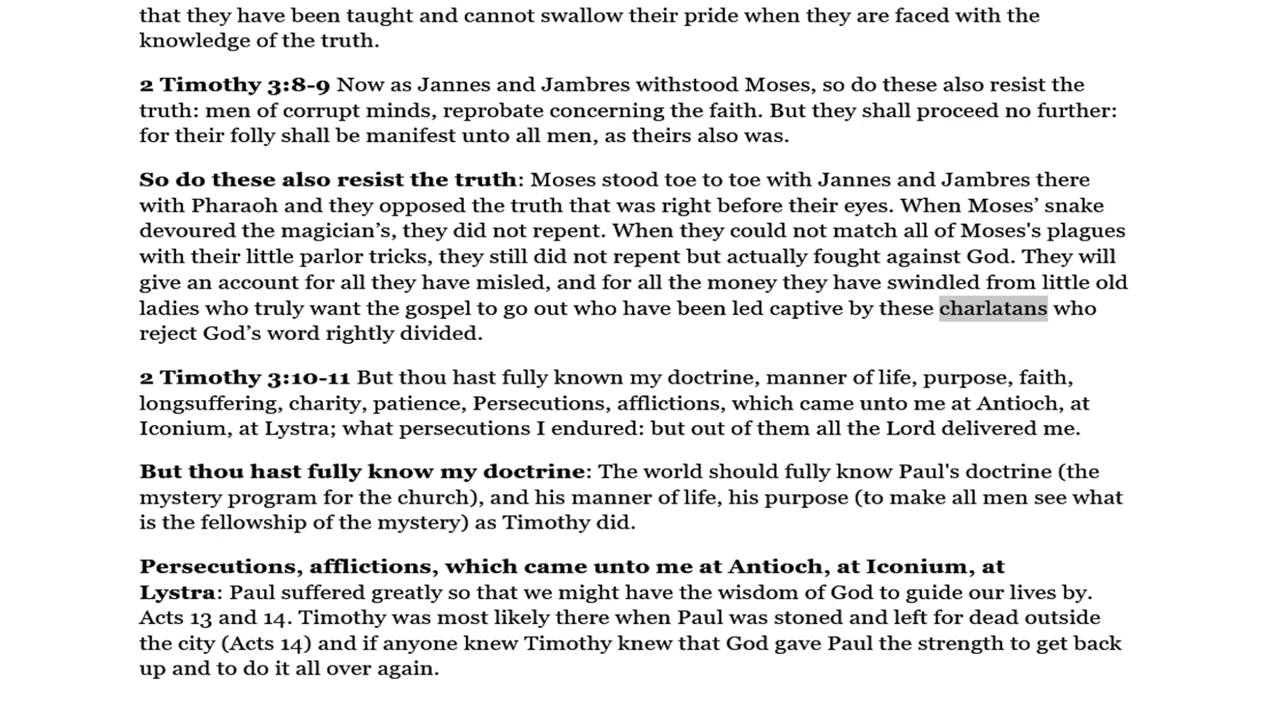 that they have been taught and cannot swallow their pride when they are faced with the
knowledge of the truth.
2 Timothy 3:8-9 Now as Jannes and Jambres withstood Moses, so do these also resist the
truth: men of corrupt minds, reprobate concerning the faith. But they shall proceed no further:
for their folly shall be manifest unto all men, as theirs also was.
So do these also resist the truth: Moses stood toe to toe with Jannes and Jambres there
with Pharaoh and they opposed the truth that was right before their eyes. When Moses’ snake
devoured the magician’s, they did not repent. When they could not match all of Moses's plagues
with their little parlor tricks, they still did not repent but actually fought against God. They will
give an account for all they have misled, and for all the money they have swindled from little old
ladies who truly want the gospel to go out who have been led captive by these charlatans who
reject God’s word rightly divided.
2 Timothy 3:10-11 But thou hast fully known my doctrine, manner of life, purpose, faith,
longsuffering, charity, patience, Persecutions, afflictions, which came unto me at Antioch, at
Iconium, at Lystra; what persecutions I endured: but out of them all the Lord delivered me.
But thou hast fully know my doctrine: The world should fully know Paul's doctrine (the
mystery program for the church), and his manner of life, his purpose (to make all men see what
is the fellowship of the mystery) as Timothy did.
Persecutions, afflictions, which came unto me at Antioch, at Iconium, at
Lystra: Paul suffered greatly so that we might have the wisdom of God to guide our lives by.
Acts 13 and 14. Timothy was most likely there when Paul was stoned and left for dead outside
the city (Acts 14) and if anyone knew Timothy knew that God gave Paul the strength to get back
up and to do it all over again.